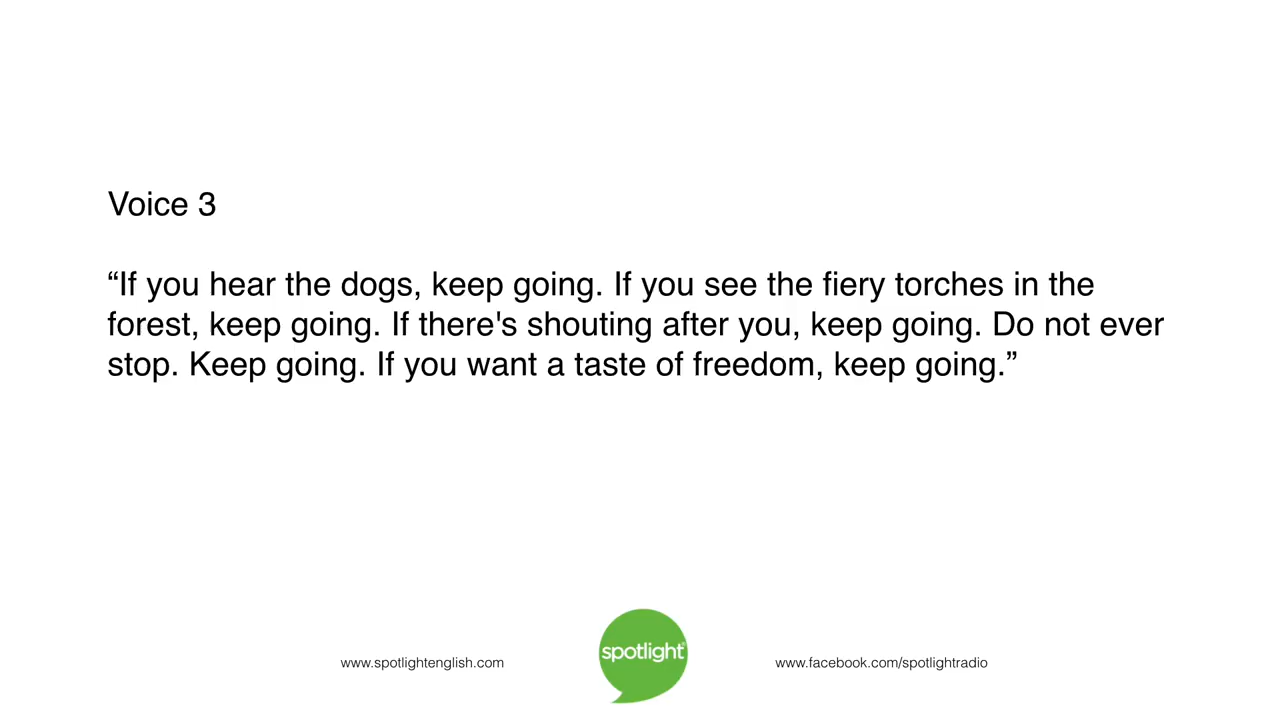 Voice 3
“If you hear the dogs, keep going. If you see the fiery torches in the
forest, keep going. If there's shouting after you, keep going. Do not ever
stop. Keep going. If you want a taste of freedom, keep going.”
www.spotlightenglish.com
spotlight®
www.facebook.com/spotlightradio